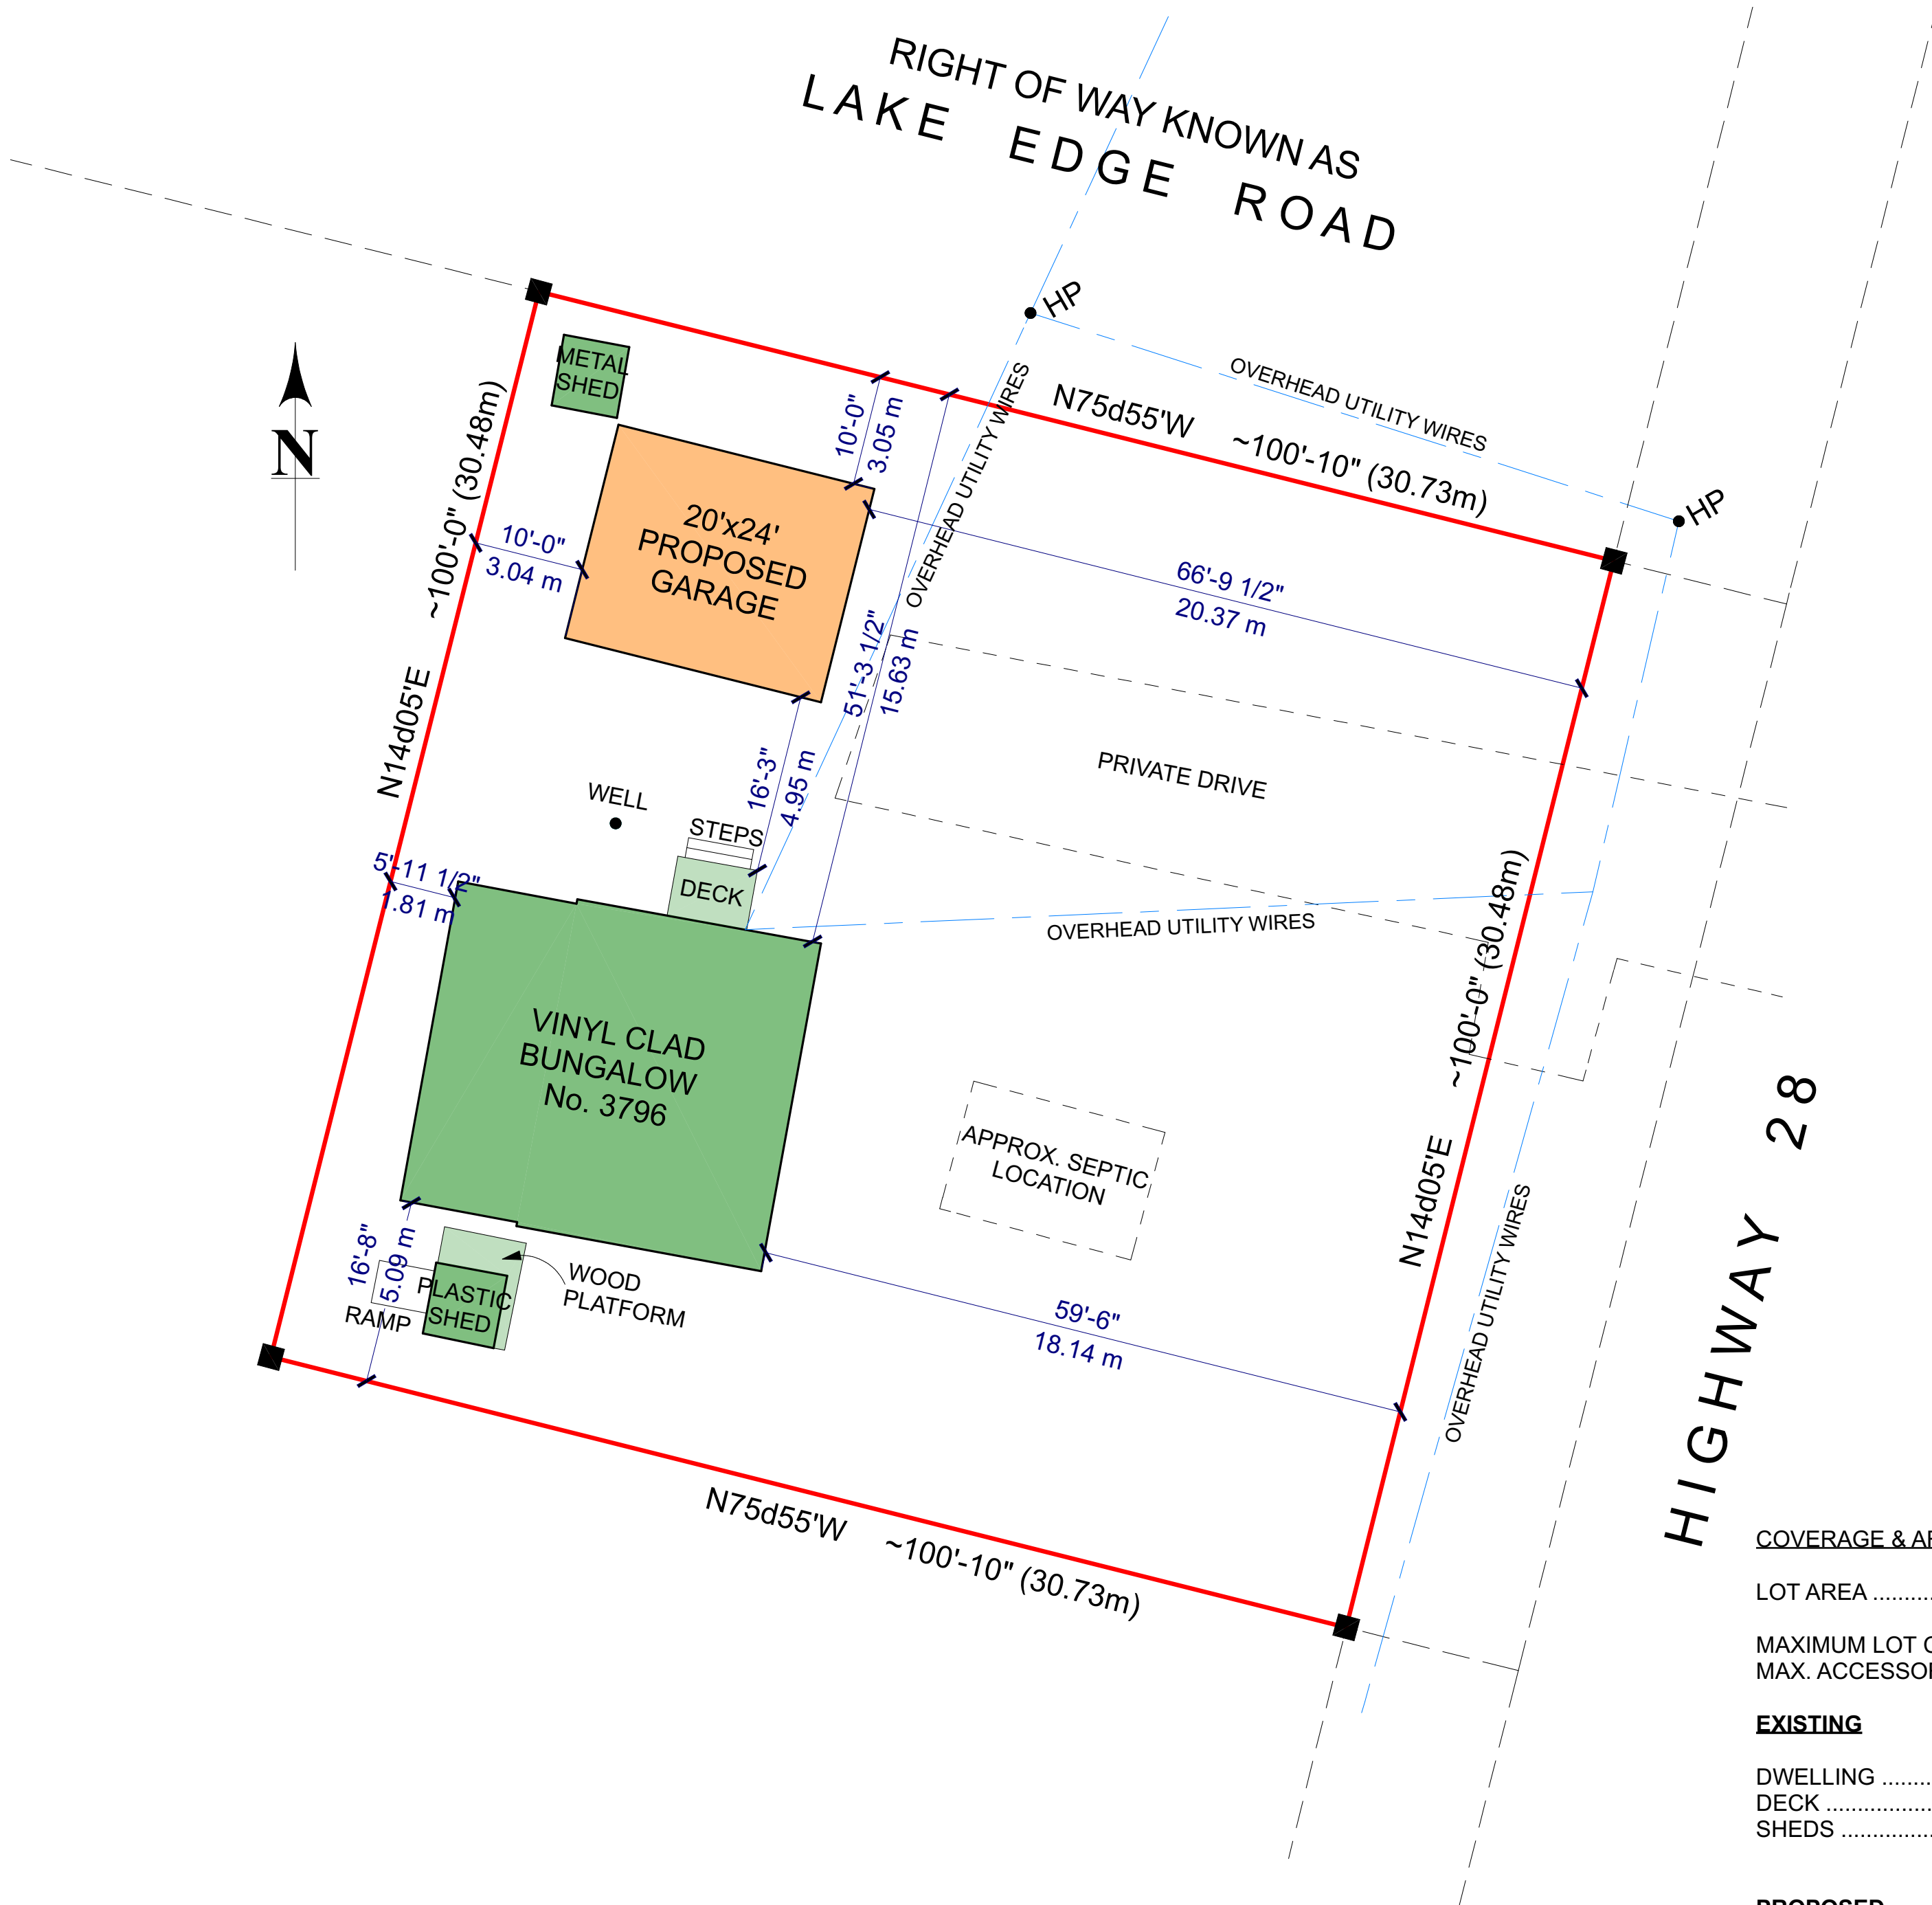 RIGHT OF WAY KNOWN AS
LAKE EDGE ROAD
HP
OVERHEAD UTILITY WIRES
HP
N75d55'W ~100'-10" (30.73m)
METAL
SHED
N
~100'-0" (30.48m)
N14d05'E
10'-0"
3.05 m
OVERHEAD UTILITY WIRES
20'x24'
PROPOSED
GARAGE
10'-0"
3.04 m
66'-9 1/2"
20.37 m
51'-3 1/2"
15.63 m
16'-3"
4.95 m
PRIVATE DRIVE
WELL
STEPS
DECK
5'-11 1/2"
1.81 m
OVERHEAD UTILITY WIRES
~100'-0" (30.48m)
N14d05'E
VINYL CLAD
BUNGALOW
No. 3796
APPROX. SEPTIC
LOCATION
HIGHWAY 28
OVERHEAD UTILITY WIRES
16'-8"
5.09 m
RAMP
PLASTIC
SHED
WOOD
PLATFORM
59'-6"
18.14 m
N75d55'W ~100'-10" (30.73m)
COVERAGE &
LOT AREA ..........
MAXIMUM LOT
MAX.
EXISTING
DWELLING ........
DECK .................
SHEDS ..............
PROPOSED